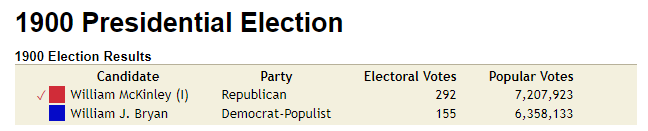 1900 Presidential Election
1900 Election Results
Candidate Party Electoral Votes Popular Votes
✓ William McKinley (I) Republican 292 7,207,923
William J. Bryan Democrat-Populist 155 6,358,133